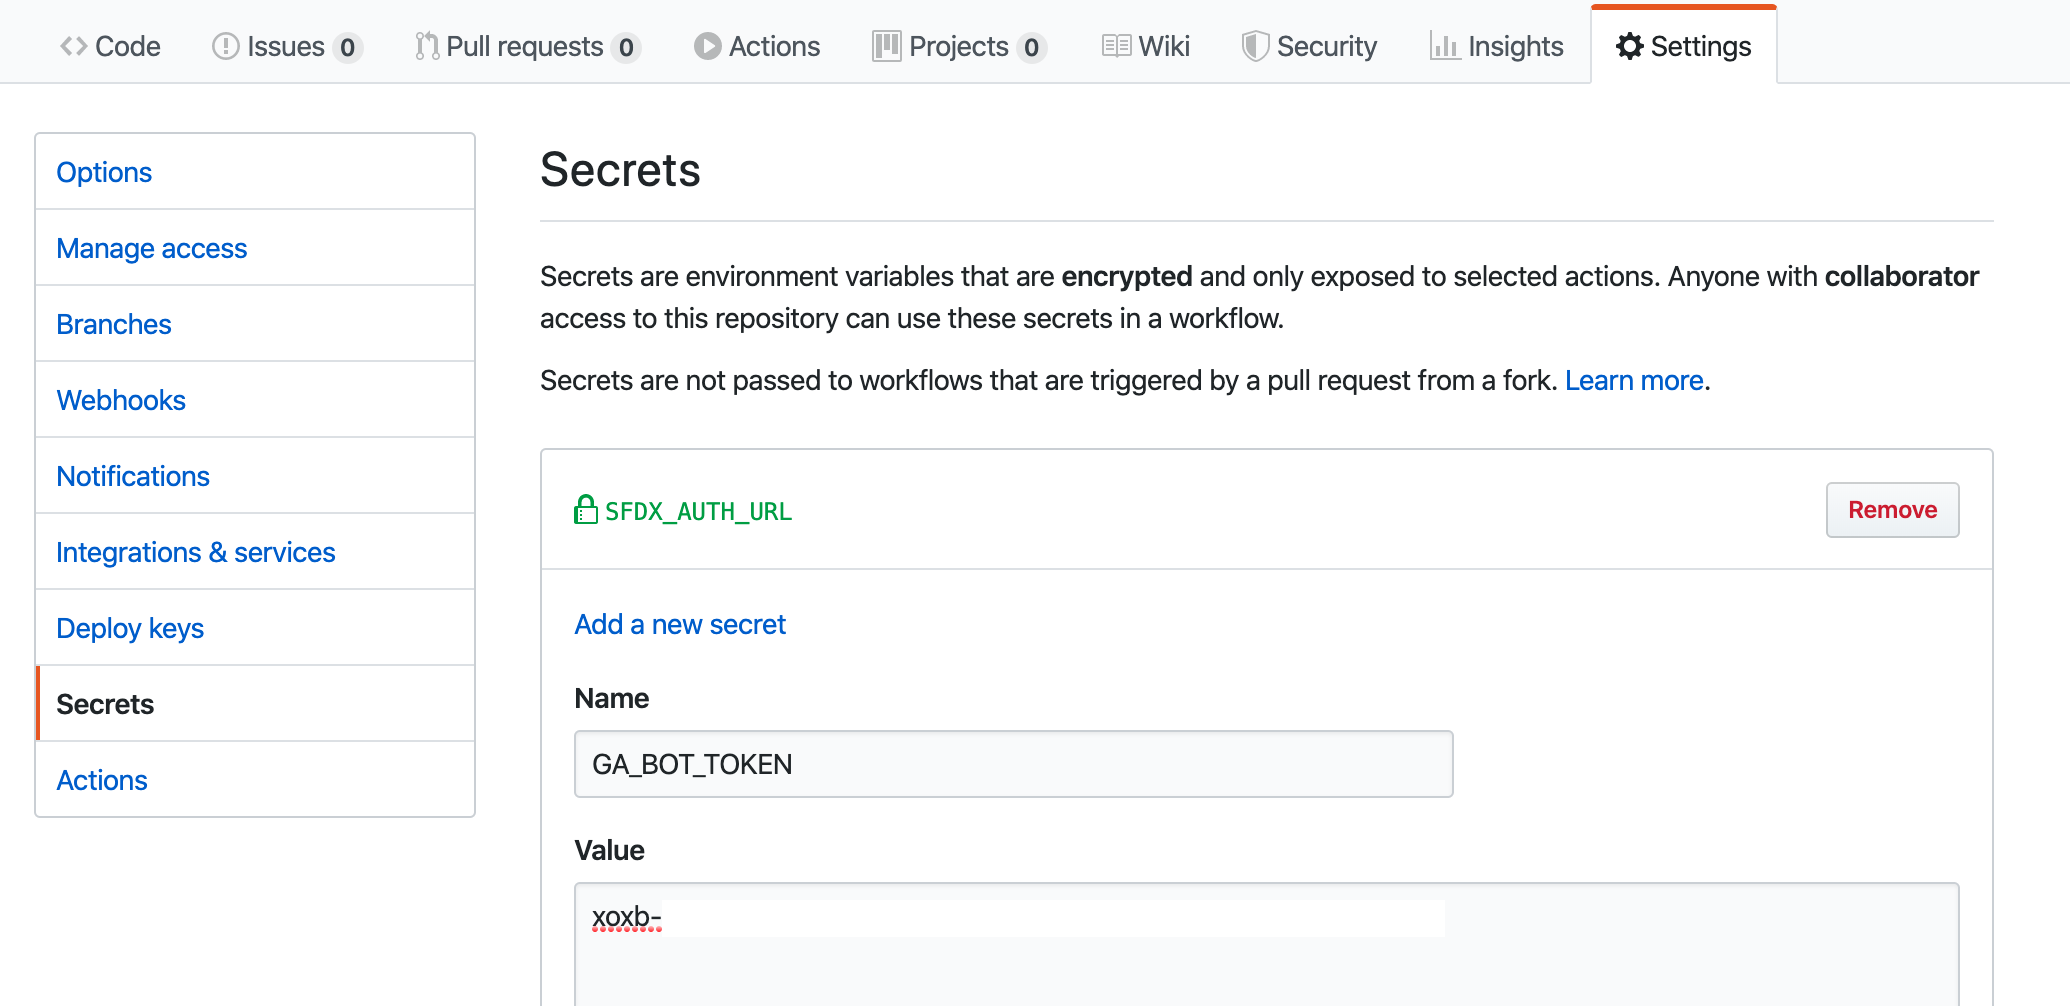 Code Issues 0 Pull requests 0 Actions Projects 0 Wiki Security Insights Settings
Options
Manage access
Branches
Webhooks
Notifications
Integrations & services
Deploy keys
Secrets
Actions
Secrets
Secrets are environment variables that are encrypted and only exposed to selected actions. Anyone with collaborator
access to this repository can use these secrets in a workflow.
Secrets are not passed to workflows that are triggered by a pull request from a fork. Learn more.
SFDX_AUTH_URL Remove
Add a new secret
Name
GA_BOT_TOKEN
Value
xoxb-